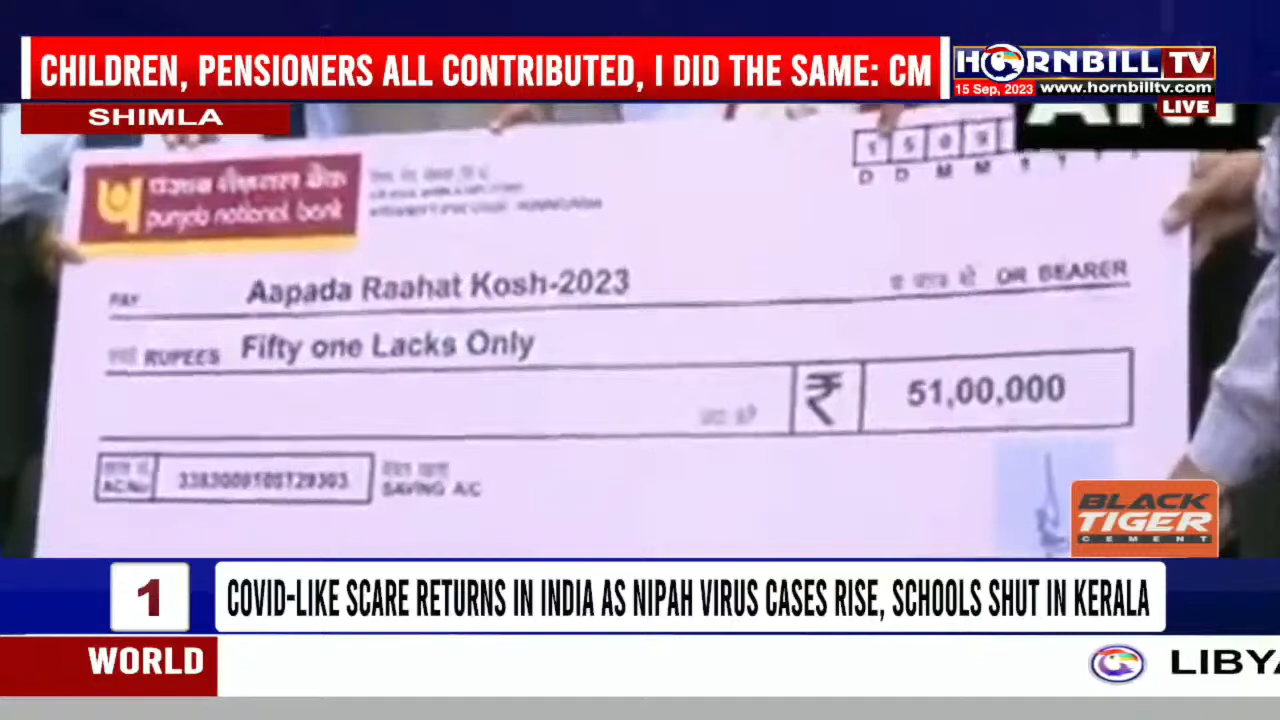 CHILDREN, PENSIONERS ALL CONTRIBUTED, I DID THE SAME: CM
HORNBILL TV
15 Sep, 2023 www.hornbilltv.com
LIVE
SHIMLA
1 5 0 9
D D M M Y Y
पंजाब नैशनल बैंक
punjab national bank
PAY Aapada Raahat Kosh-2023 OR BEARER
RUPEES Fifty one Lacks Only
₹ 51,00,000
SAVING A/C
BLACK
TIGER
CEMENT
1 COVID-LIKE SCARE RETURNS IN INDIA AS NIPAH VIRUS CASES RISE, SCHOOLS SHUT IN KERALA
WORLD LIBYA